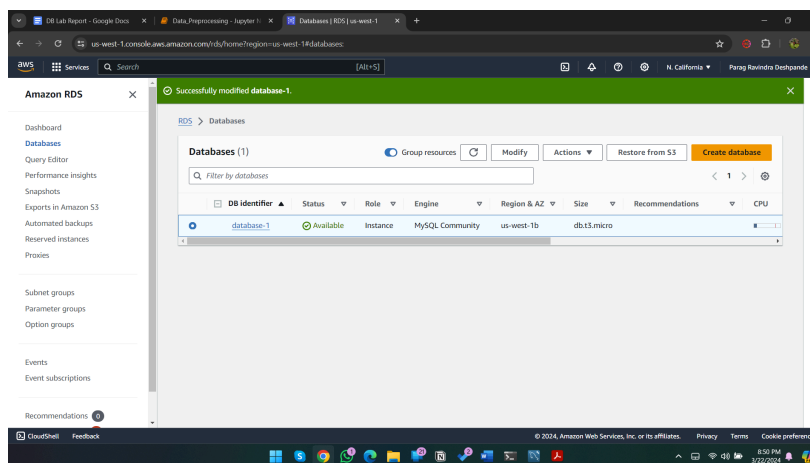 DB Lab Report - Google Docs
Data_Preprocessing - Jupyter N
Databases | RDS | us-west-1
us-west-1.console.aws.amazon.com/rds/home?region=us-west-1#databases:
aws Services Search [Alt+S] N. California Parag Ravindra Deshpande
Amazon RDS
Dashboard
Databases
Query Editor
Performance insights
Snapshots
Exports in Amazon S3
Automated backups
Reserved instances
Proxies
Subnet groups
Parameter groups
Option groups
Events
Event subscriptions
Recommendations 0
Successfully modified database-1.
RDS > Databases
Databases (1) Group resources Modify Actions Restore from S3 Create database
Filter by databases 1
DB identifier Status Role Engine Region & AZ Size Recommendations CPU
database-1 Available Instance MySQL Community us-west-1b db.t3.micro
CloudShell Feedback © 2024, Amazon Web Services, Inc. or its affiliates. Privacy Terms Cookie preferenc
8:50 PM
3/22/2024